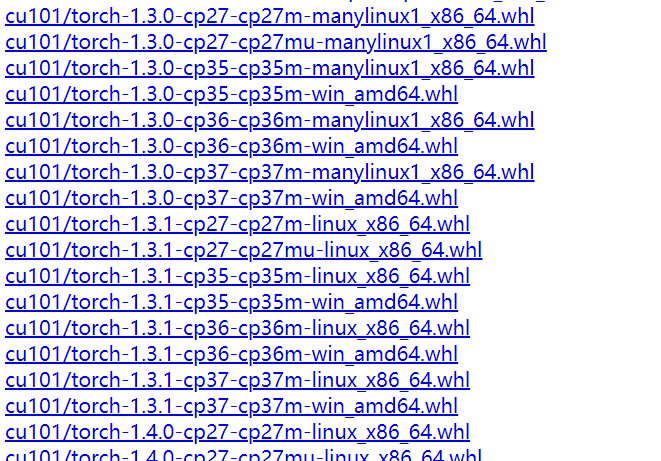 cu101/torch-1.3.0-cp27-cp27m-manylinux1_x86_64.whl
cu101/torch-1.3.0-cp27-cp27mu-manylinux1_x86_64.whl
cu101/torch-1.3.0-cp35-cp35m-manylinux1_x86_64.whl
cu101/torch-1.3.0-cp35-cp35m-win_amd64.whl
cu101/torch-1.3.0-cp36-cp36m-manylinux1_x86_64.whl
cu101/torch-1.3.0-cp36-cp36m-win_amd64.whl
cu101/torch-1.3.0-cp37-cp37m-manylinux1_x86_64.whl
cu101/torch-1.3.0-cp37-cp37m-win_amd64.whl
cu101/torch-1.3.1-cp27-cp27m-linux_x86_64.whl
cu101/torch-1.3.1-cp27-cp27mu-linux_x86_64.whl
cu101/torch-1.3.1-cp35-cp35m-linux_x86_64.whl
cu101/torch-1.3.1-cp35-cp35m-win_amd64.whl
cu101/torch-1.3.1-cp36-cp36m-linux_x86_64.whl
cu101/torch-1.3.1-cp36-cp36m-win_amd64.whl
cu101/torch-1.3.1-cp37-cp37m-linux_x86_64.whl
cu101/torch-1.3.1-cp37-cp37m-win_amd64.whl
cu101/torch-1.4.0-cp27-cp27m-linux_x86_64.whl
cu101/torch-1.4.0-cp27-cp27mu-linux_x86_64.whl